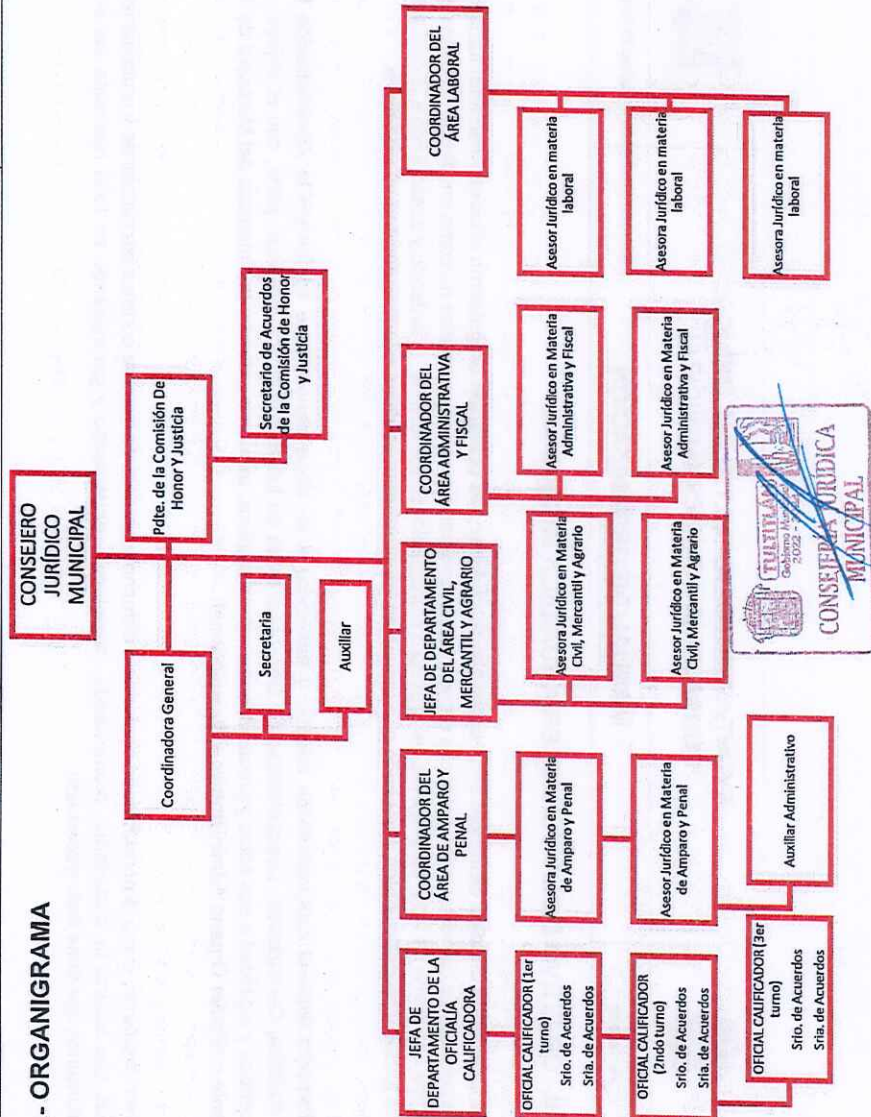 - ORGANIGRAMA
CONSEJERO
JURÍDICO
MUNICIPAL
Coordinadora General
Pdte. de la Comisión De
Honor Y Justicia
Secretaria
Secretario de Acuerdos
de la Comisión de Honor
y Justicia
Auxiliar
JEFA DE
DEPARTAMENTO DE LA
OFICIALÍA
CALIFICADORA
OFICIAL CALIFICADOR (1er
turno)
Srio. de Acuerdos
Sria. de Acuerdos
OFICIAL CALIFICADOR
(2ndo turno)
Srio. de Acuerdos
Sria. de Acuerdos
OFICIAL CALIFICADOR (3er
turno)
Srio. de Acuerdos
Sria. de Acuerdos
COORDINADOR DEL
ÁREA DE AMPARO Y
PENAL
Asesora Jurídico en Materia
de Amparo y Penal
Asesor Jurídico en Materia
de Amparo y Penal
Auxiliar Administrativo
JEFA DE DEPARTAMENTO
DEL ÁREA CIVIL,
MERCANTIL Y AGRARIO
Asesora Jurídico en Materia
Civil, Mercantil y Agrario
Asesor Jurídico en Materia
Civil, Mercantil y Agrario
COORDINADOR DEL
ÁREA ADMINISTRATIVA
Y FISCAL
Asesor Jurídico en Materia
Administrativa y Fiscal
Asesor Jurídico en Materia
Administrativa y Fiscal
COORDINADOR DEL
ÁREA LABORAL
Asesor Jurídico en materia
laboral
Asesora Jurídico en materia
laboral
Asesora Jurídico en materia
laboral
TULTITLÁN
Gobierno
2022 -
CONSEJERÍA JURÍDICA
MUNICIPAL